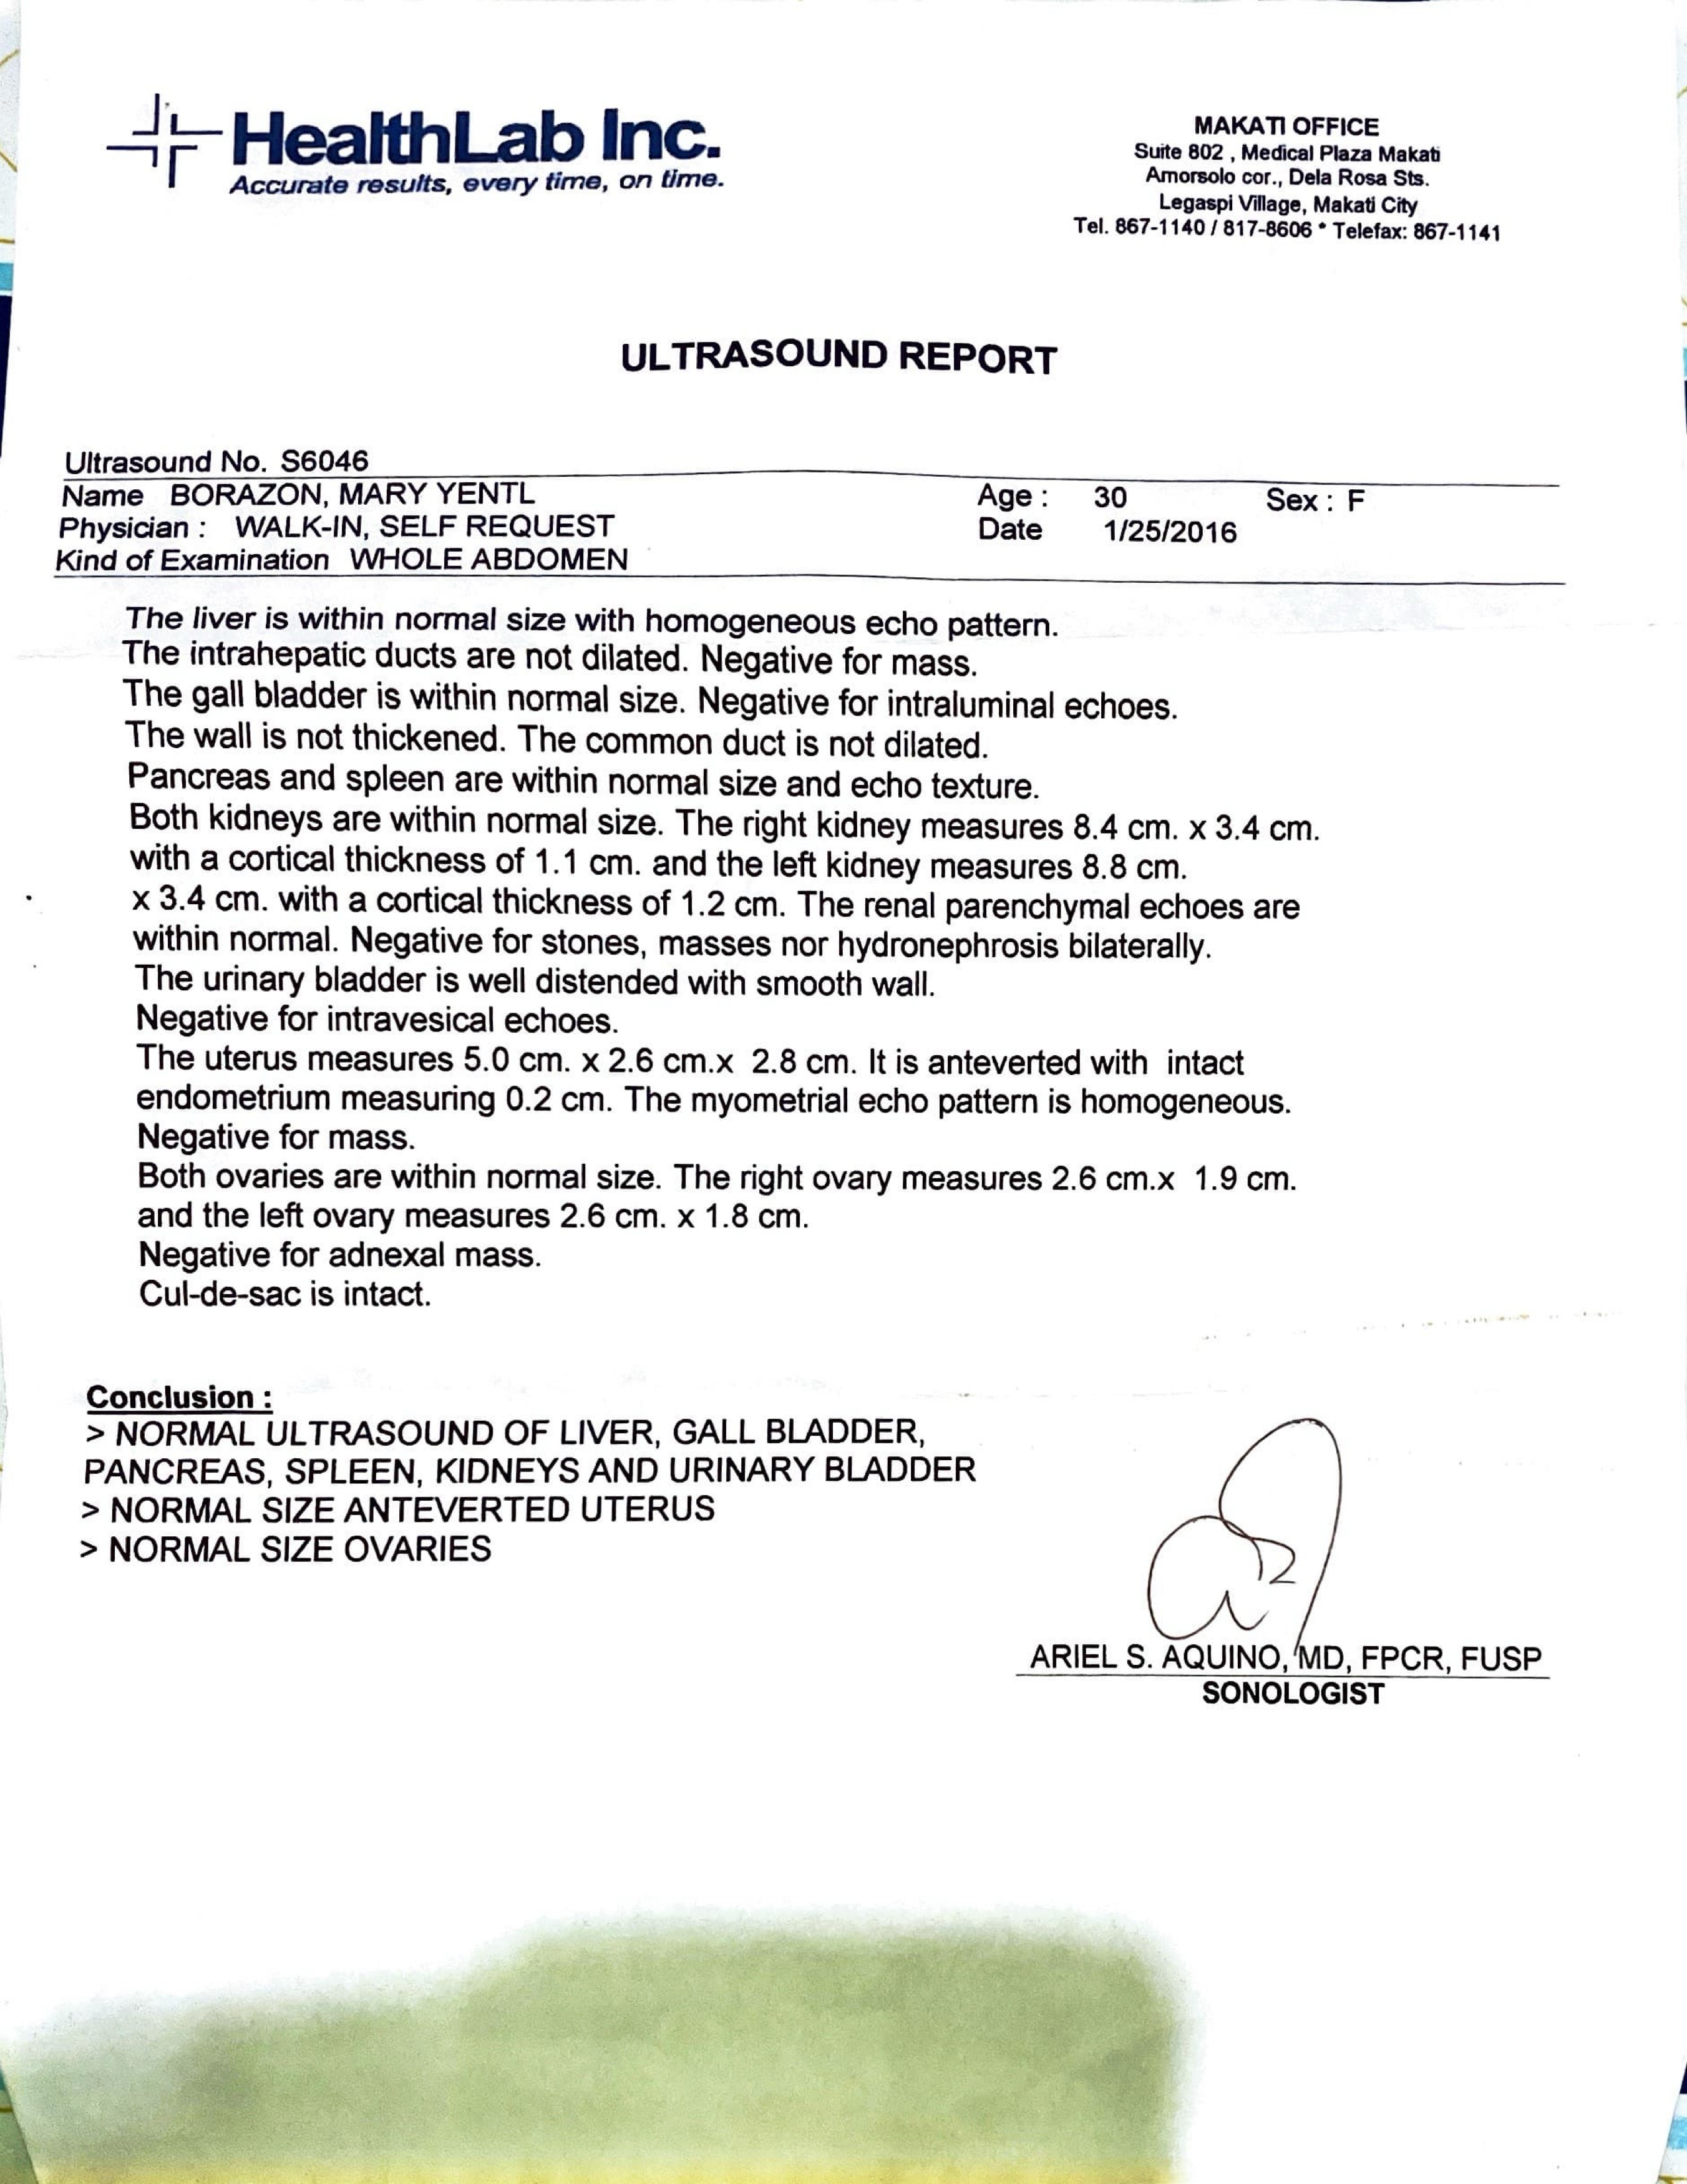 HealthLab Inc.
Accurate results, every time, on time.
MAKATI OFFICE
Suite 802 , Medical Plaza Makati
Amorsolo cor., Dela Rosa Sts.
Legaspi Village, Makati City
Tel. 867-1140 / 817-8606 * Telefax: 867-1141
ULTRASOUND REPORT
Ultrasound No. S6046
Name BORAZON, MARY YENTL Age : 30 Sex : F
Physician : WALK-IN, SELF REQUEST Date 1/25/2016
Kind of Examination WHOLE ABDOMEN
The liver is within normal size with homogeneous echo pattern.
The intrahepatic ducts are not dilated. Negative for mass.
The gall bladder is within normal size. Negative for intraluminal echoes.
The wall is not thickened. The common duct is not dilated.
Pancreas and spleen are within normal size and echo texture.
Both kidneys are within normal size. The right kidney measures 8.4 cm. x 3.4 cm.
with a cortical thickness of 1.1 cm. and the left kidney measures 8.8 cm.
x 3.4 cm. with a cortical thickness of 1.2 cm. The renal parenchymal echoes are
within normal. Negative for stones, masses nor hydronephrosis bilaterally.
The urinary bladder is well distended with smooth wall.
Negative for intravesical echoes.
The uterus measures 5.0 cm. x 2.6 cm.x 2.8 cm. It is anteverted with intact
endometrium measuring 0.2 cm. The myometrial echo pattern is homogeneous.
Negative for mass.
Both ovaries are within normal size. The right ovary measures 2.6 cm.x 1.9 cm.
and the left ovary measures 2.6 cm. x 1.8 cm.
Negative for adnexal mass.
Cul-de-sac is intact.
Conclusion :
> NORMAL ULTRASOUND OF LIVER, GALL BLADDER,
PANCREAS, SPLEEN, KIDNEYS AND URINARY BLADDER
> NORMAL SIZE ANTEVERTED UTERUS
> NORMAL SIZE OVARIES
ARIEL S. AQUINO, MD, FPCR, FUSP
SONOLOGIST